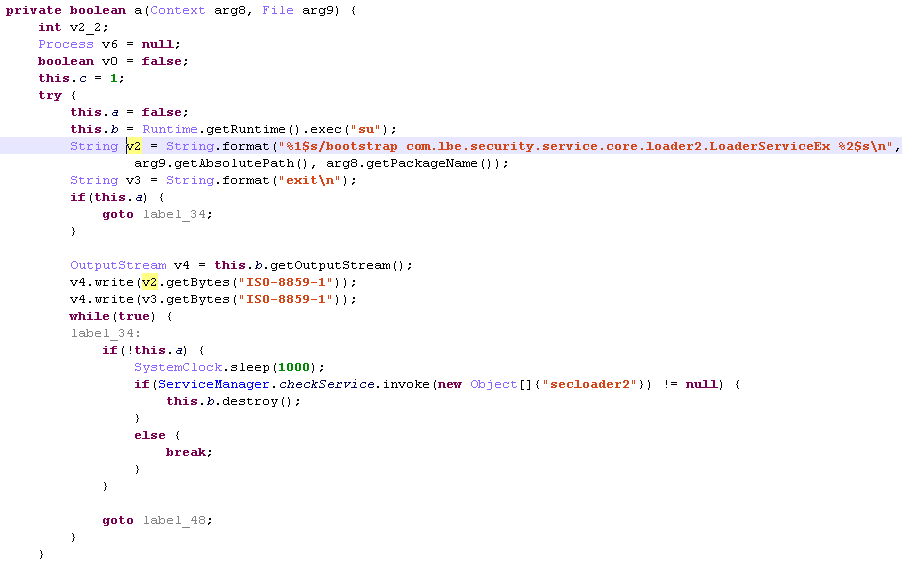 private boolean a(Context arg8, File arg9) {
int v2_2;
Process v6 = null;
boolean v0 = false;
this.c = 1;
try {
this.a = false;
this.b = Runtime.getRuntime().exec("su");
String v2 = String.format("%1$s/bootstrap com.lbe.security.service.core.loader2.LoaderServiceEx %2$s\n",
arg9.getAbsolutePath(), arg8.getPackageName());
String v3 = String.format("exit\n");
if(this.a) {
goto label_34;
}
OutputStream v4 = this.b.getOutputStream();
v4.write(v2.getBytes("ISO-8859-1"));
v4.write(v3.getBytes("ISO-8859-1"));
while(true) {
label_34:
if(!this.a) {
SystemClock.sleep(1000);
if(ServiceManager.checkService.invoke(new Object[]{"secloader2"}) != null) {
this.b.destroy();
}
else {
break;
}
}
goto label_48;
}
}